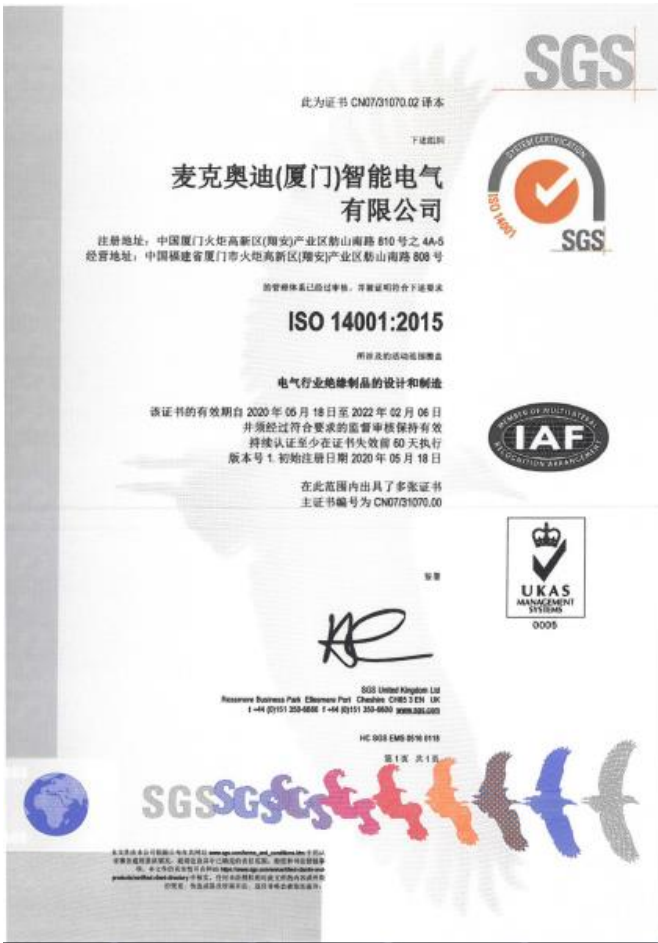 SGS
此为证书 CN07/31070.02 译本
下述组织
麦克奥迪(厦门)智能电气
有限公司
注册地址：中国厦门火炬高新区(翔安)产业区舫山南路 810 号之 4A-5
经营地址：中国福建省厦门市火炬高新区(翔安)产业区舫山南路 808 号
的管理体系已经过审核，并被证明符合下述要求
ISO 14001:2015
所涉及的活动范围覆盖
电气行业绝缘制品的设计和制造
该证书的有效期自 2020 年 05 月 18 日至 2022 年 02 月 06 日
并须经过符合要求的监督审核保持有效
持续认证至少在证书失效前 60 天执行
版本号 1. 初始注册日期 2020 年 05 月 18 日
在此范围内出具了多张证书
主证书编号为 CN07/31070.00
签署
SGS United Kingdom Ltd
Rossmore Business Park Ellesmere Port Cheshire CH65 3EN UK
t +44 (0)151 350-6666 f +44 (0)151 350-6600 www.sgs.com
HC SGS EMS 0516 0118
第 1 页 共 1 页
SYSTEM CERTIFICATION
ISO 14001
SGS
MEMBER OF MULTILATERAL
IAF
RECOGNITION ARRANGEMENT
UKAS
MANAGEMENT
SYSTEMS
0005
SGSSGSSGS